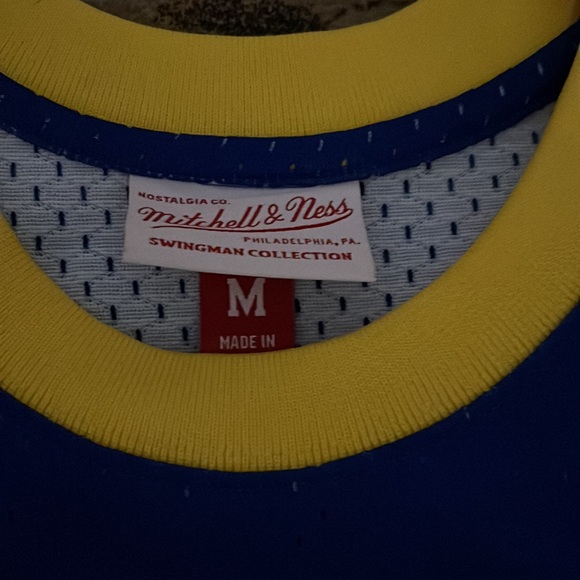 NOSTALGIA CO.
Mitchell & Ness
PHILADELPHIA, PA.
SWINGMAN COLLECTION
M
MADE IN